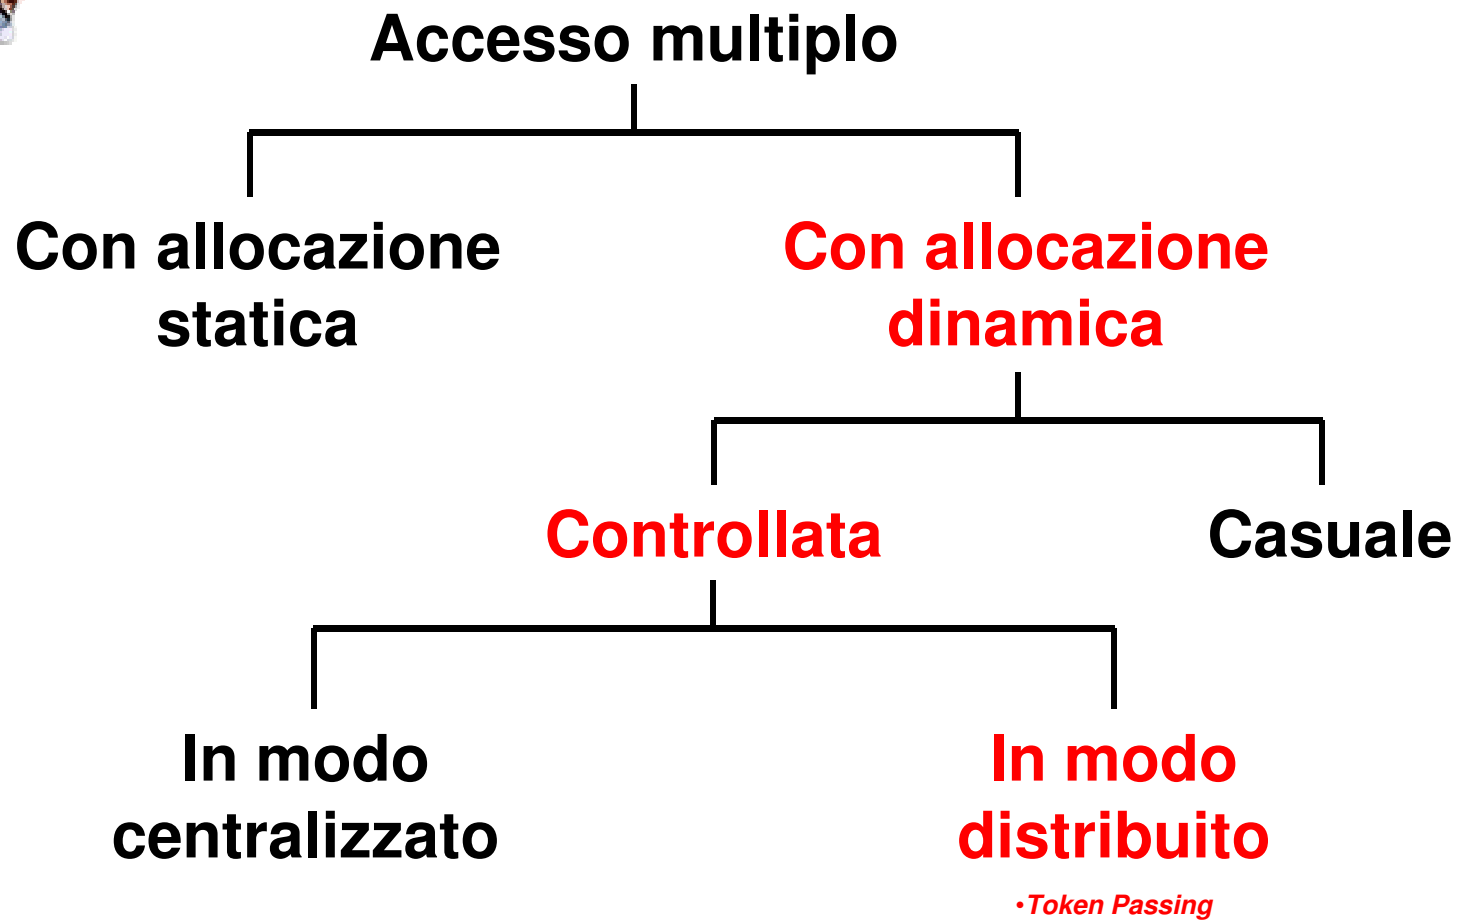 Accesso multiplo
Con allocazione
statica
Con allocazione
dinamica
Controllata
Casuale
In modo
centralizzato
In modo
distribuito
•Token Passing